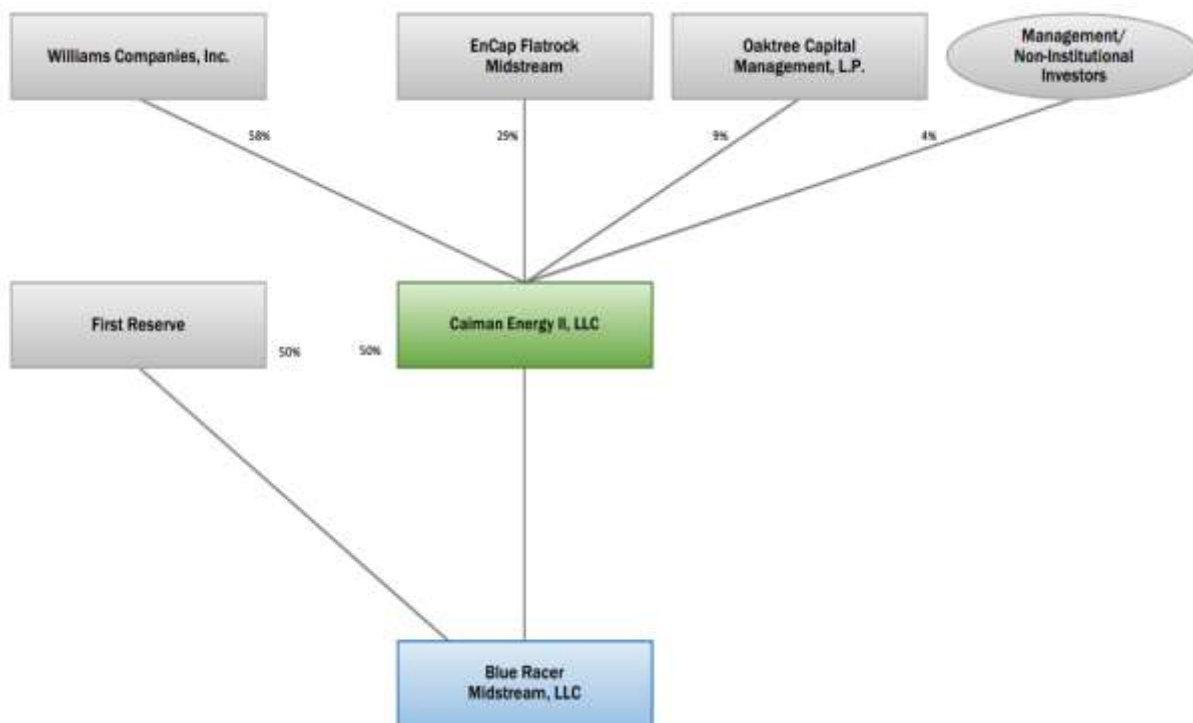 Williams Companies, Inc.
EnCap Flatrock
Midstream
Oaktree Capital
Management, L.P.
Management/
Non-Institutional
Investors
58%
29%
9%
4%
First Reserve
50%
50%
Caiman Energy II, LLC
Blue Racer
Midstream, LLC